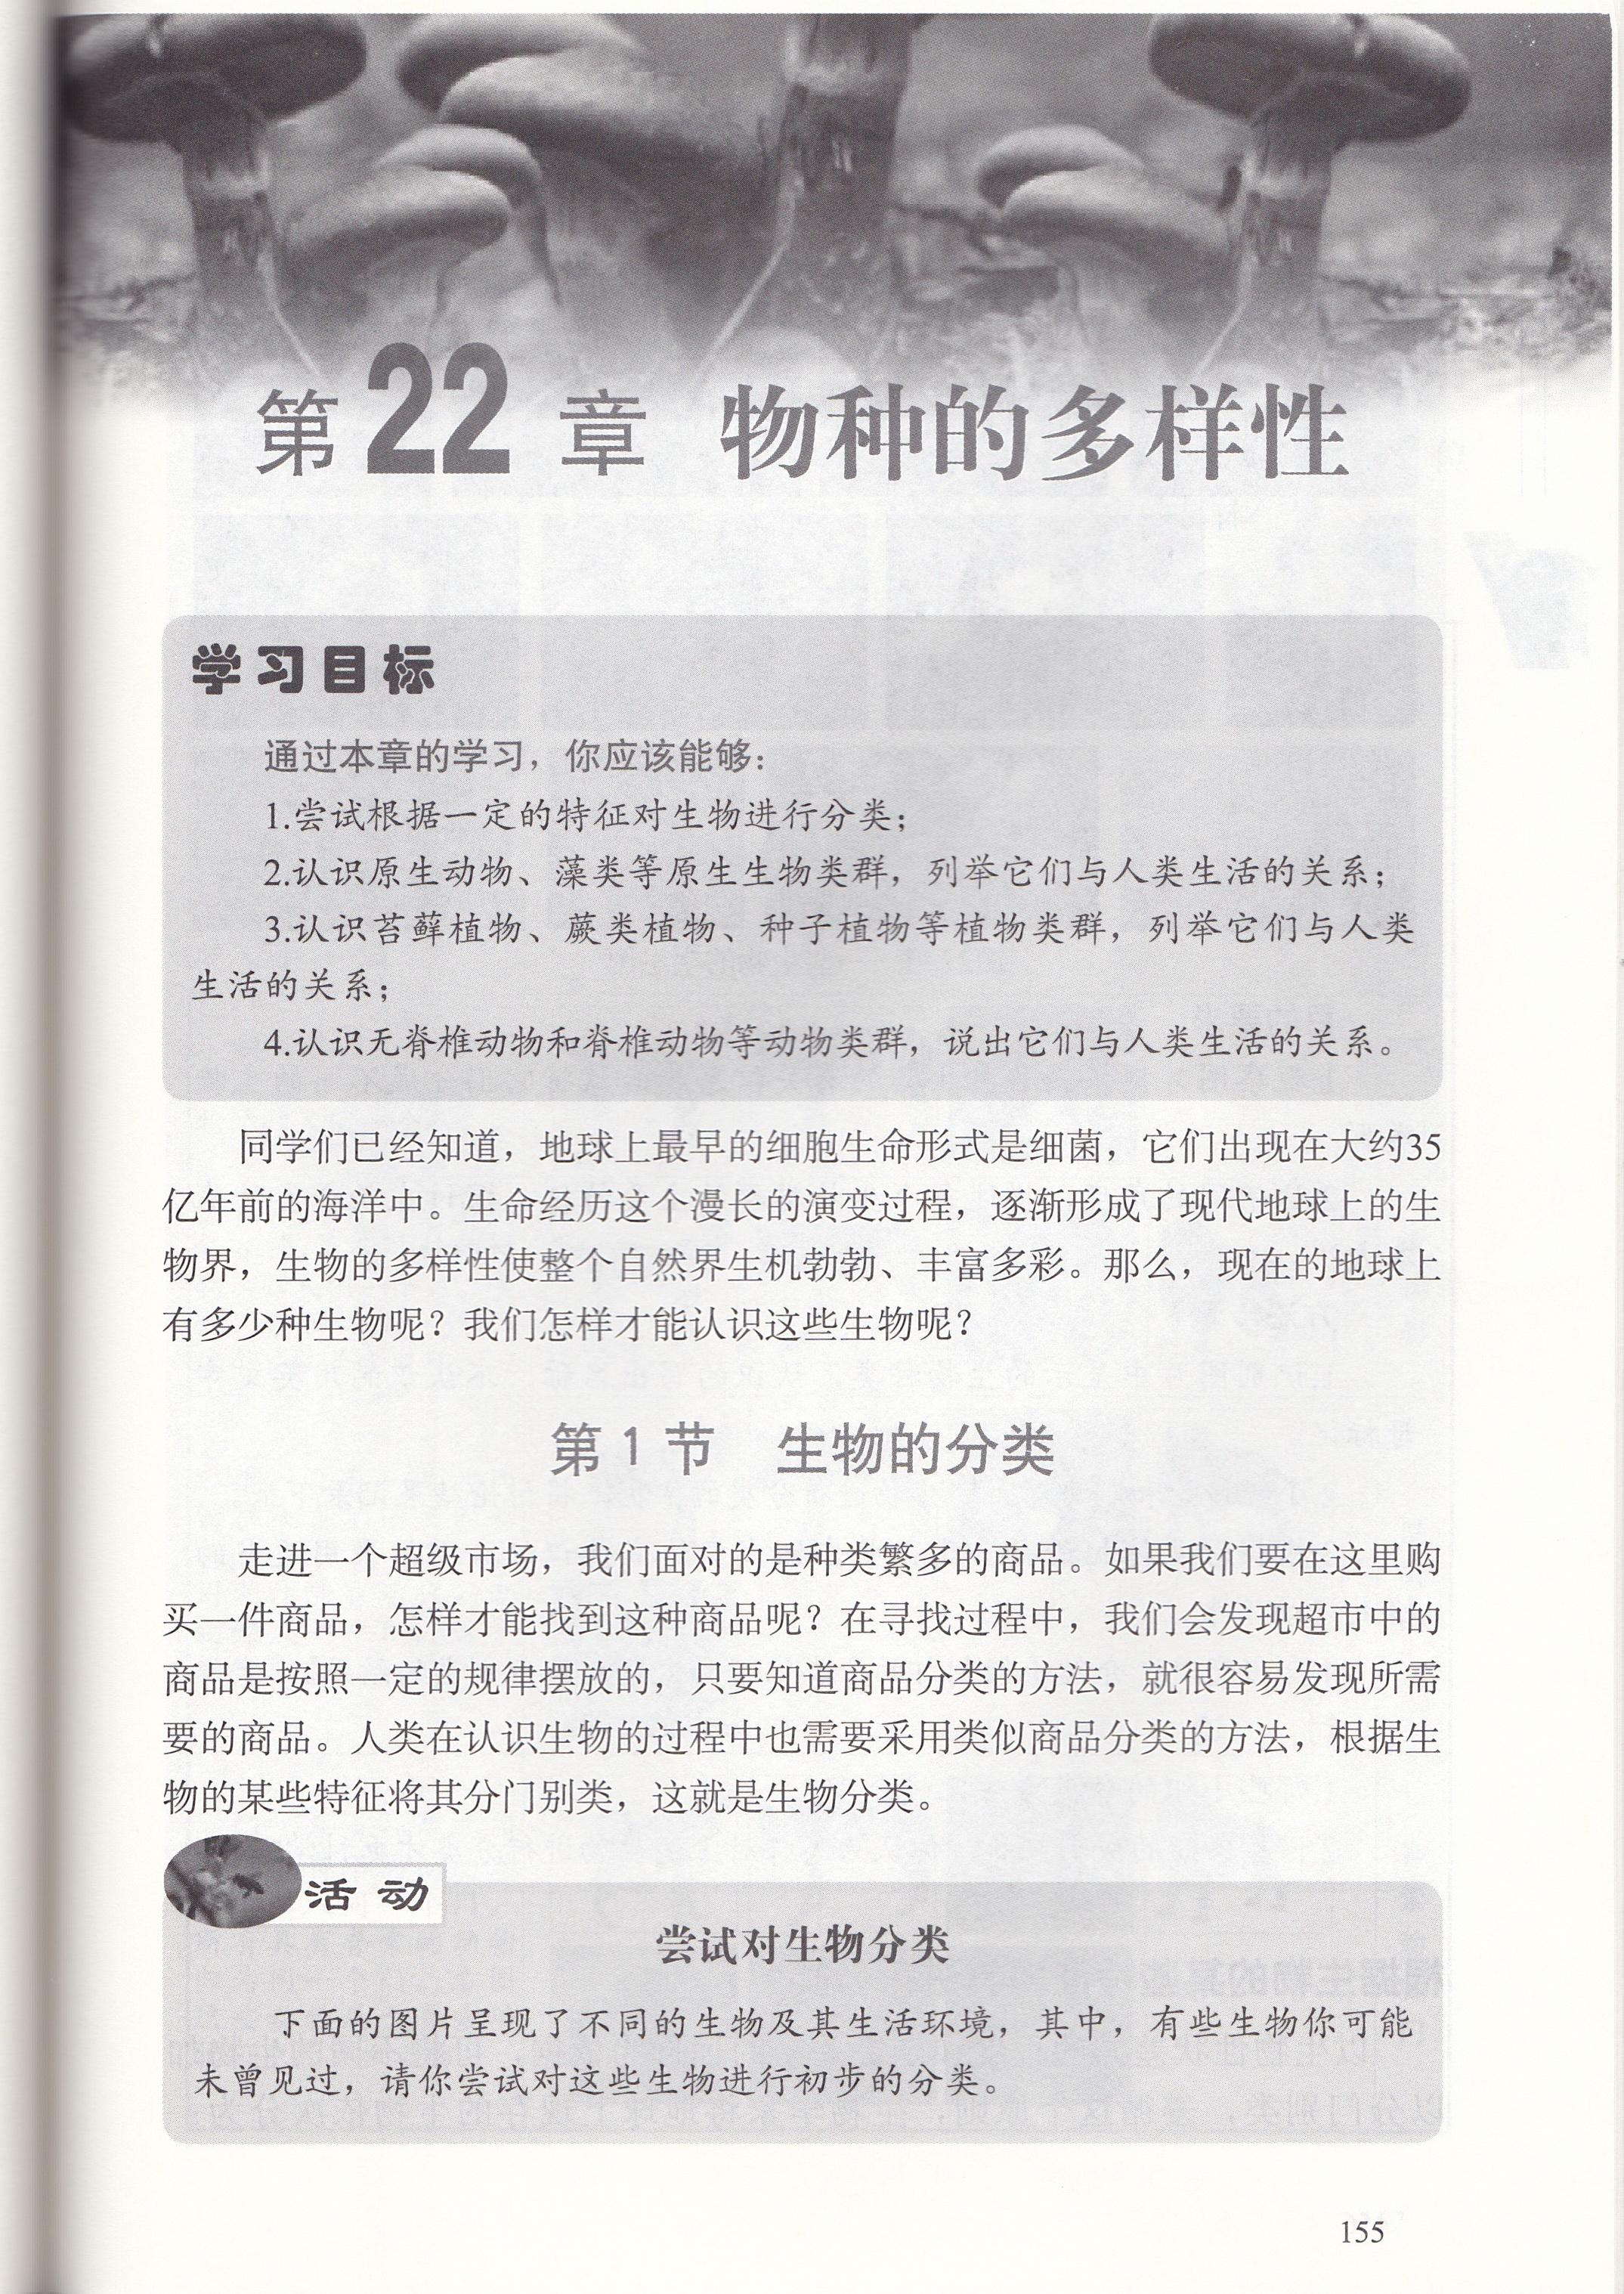 第22章 物种的多样性
学习目标
通过本章的学习，你应该能够：
1.尝试根据一定的特征对生物进行分类；
2.认识原生动物、藻类等原生生物类群，列举它们与人类生活的关系；
3.认识苔藓植物、蕨类植物、种子植物等植物类群，列举它们与人类
生活的关系；
4.认识无脊椎动物和脊椎动物等动物类群，说出它们与人类生活的关系。
同学们已经知道，地球上最早的细胞生命形式是细菌，它们出现在大约35
亿年前的海洋中。生命经历这个漫长的演变过程，逐渐形成了现代地球上的生
物界，生物的多样性使整个自然界生机勃勃、丰富多彩。那么，现在的地球上
有多少种生物呢？我们怎样才能认识这些生物呢？
第1节 生物的分类
走进一个超级市场，我们面对的是种类繁多的商品。如果我们要在这里购
买一件商品，怎样才能找到这种商品呢？在寻找过程中，我们会发现超市中的
商品是按照一定的规律摆放的，只要知道商品分类的方法，就很容易发现所需
要的商品。人类在认识生物的过程中也需要采用类似商品分类的方法，根据生
物的某些特征将其分门别类，这就是生物分类。
活动
尝试对生物分类
下面的图片呈现了不同的生物及其生活环境，其中，有些生物你可能
未曾见过，请你尝试对这些生物进行初步的分类。
155